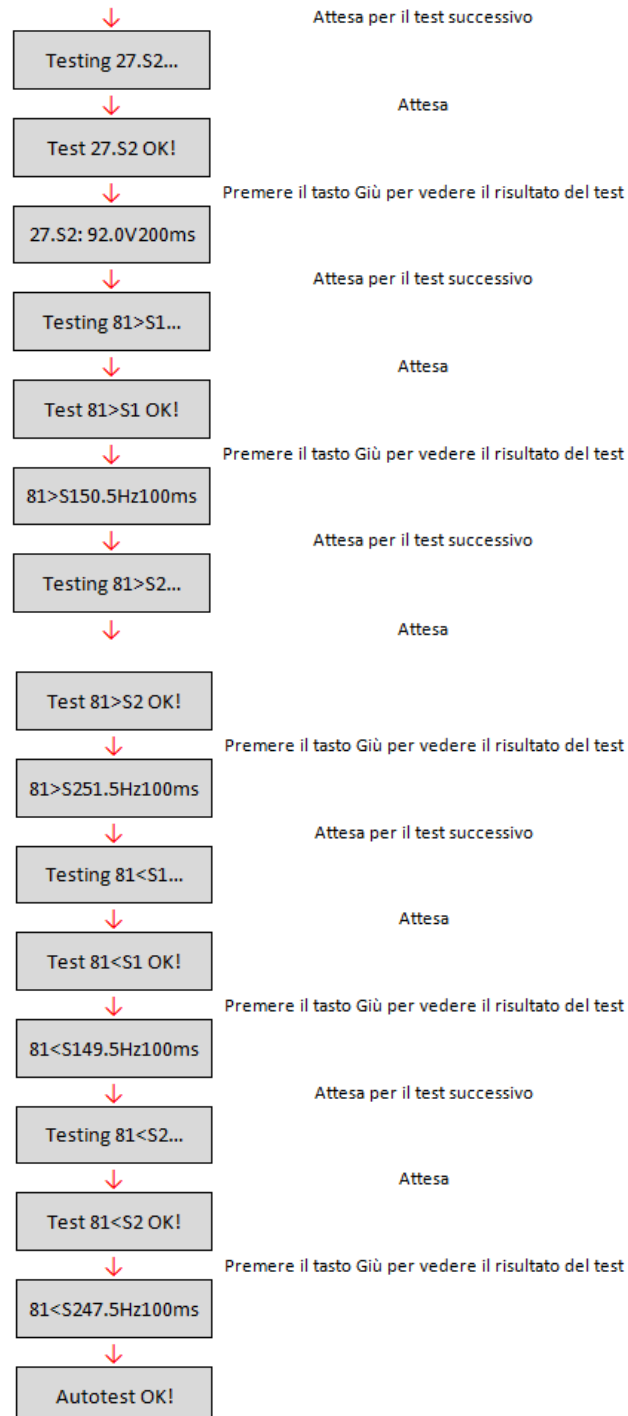 Attesa per il test successivo
Testing 27.S2...
Attesa
Test 27.S2 OK!
Premere il tasto Giù per vedere il risultato del test
27.S2: 92.0V200ms
Attesa per il test successivo
Testing 81>S1...
Attesa
Test 81>S1 OK!
Premere il tasto Giù per vedere il risultato del test
81>S150.5Hz100ms
Attesa per il test successivo
Testing 81>S2...
Attesa
Test 81>S2 OK!
Premere il tasto Giù per vedere il risultato del test
81>S251.5Hz100ms
Attesa per il test successivo
Testing 81<S1...
Attesa
Test 81<S1 OK!
Premere il tasto Giù per vedere il risultato del test
81<S149.5Hz100ms
Attesa per il test successivo
Testing 81<S2...
Attesa
Test 81<S2 OK!
Premere il tasto Giù per vedere il risultato del test
81<S247.5Hz100ms
Autotest OK!